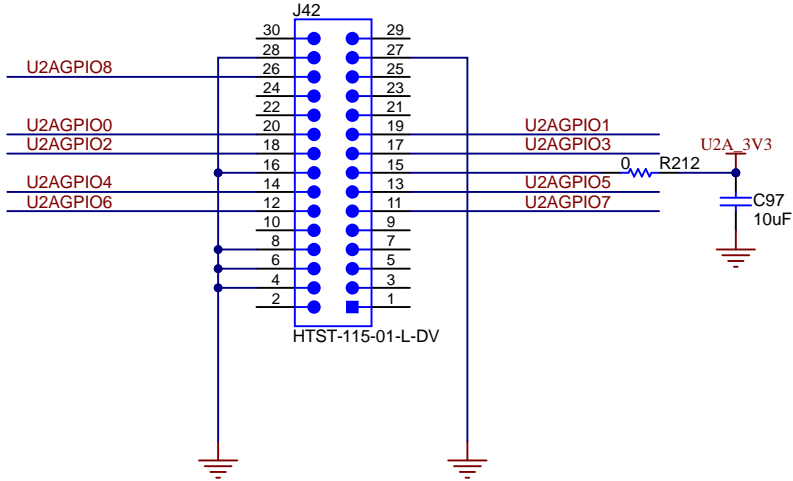 J42
30 29
28 27
U2AGPIO8 26 25
24 23
22 21
U2AGPIO0 20 19 U2AGPIO1
U2AGPIO2 18 17 U2AGPIO3 U2A_3V3
16 15 0 R212
U2AGPIO4 14 13 U2AGPIO5 C97
U2AGPIO6 12 11 U2AGPIO7 10uF
10 9
8 7
6 5
4 3
2 1
HTST-115-01-L-DV